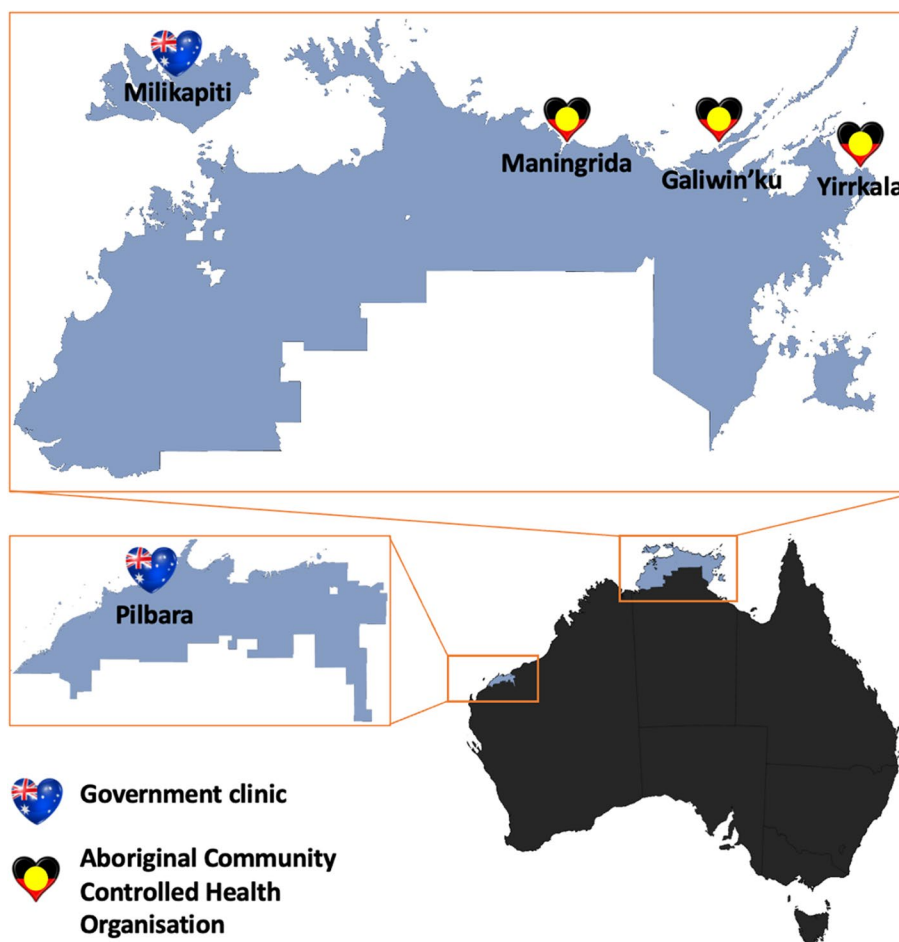 Milikapiti
Maningrida
Galiwin’ku
Yirrkala
Pilbara
Government clinic
Aboriginal Community
Controlled Health
Organisation